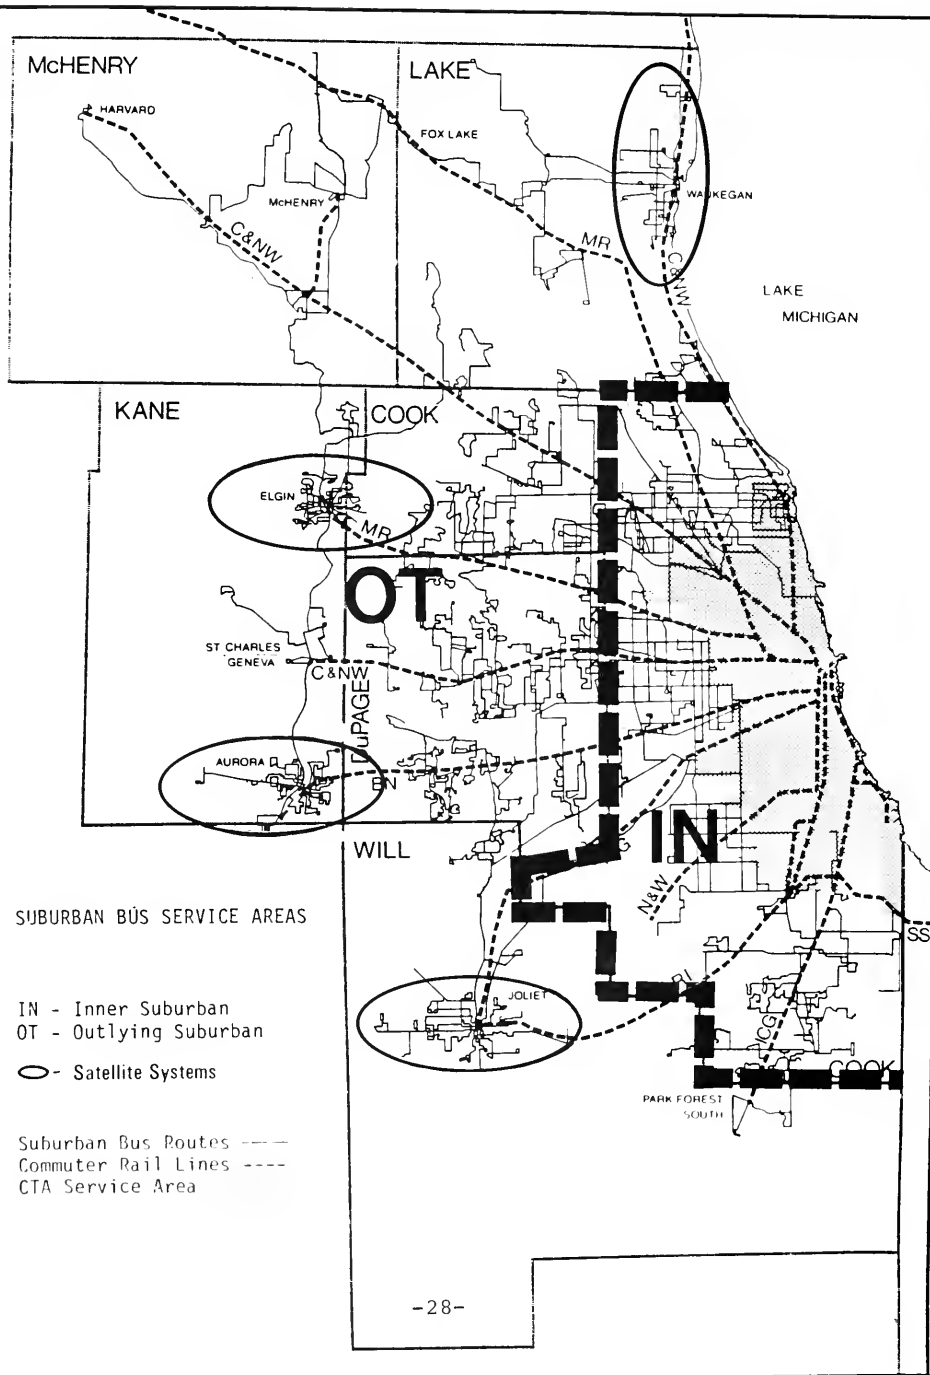 McHENRY
LAKE
HARVARD
FOX LAKE
McHENRY
WAUKEGAN
C&NW
MR
C&NW
LAKE
MICHIGAN
KANE
COOK
ELGIN
MR
OT
ST CHARLES
GENEVA
C&NW
DuPAGE
AURORA
BN
IN
WILL
N&W
SUBURBAN BUS SERVICE AREAS
SS
RI
JOLIET
IN - Inner Suburban
OT - Outlying Suburban
ICG
- Satellite Systems
COOK
PARK FOREST
SOUTH
Suburban Bus Routes
Commuter Rail Lines ----
CTA Service Area
-28-